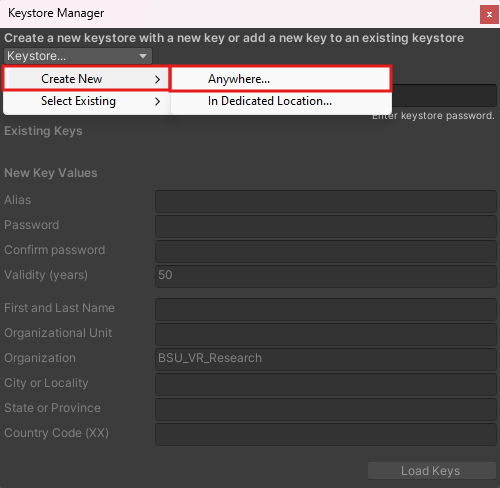 Keystore Manager
x
Create a new keystore with a new key or add a new key to an existing keystore
Keystore...
Create New > Anywhere...
Select Existing > In Dedicated Location...
Enter keystore password.
Existing Keys
New Key Values
Alias
Password
Confirm password
Validity (years) 50
First and Last Name
Organizational Unit
Organization BSU_VR_Research
City or Locality
State or Province
Country Code (XX)
Load Keys